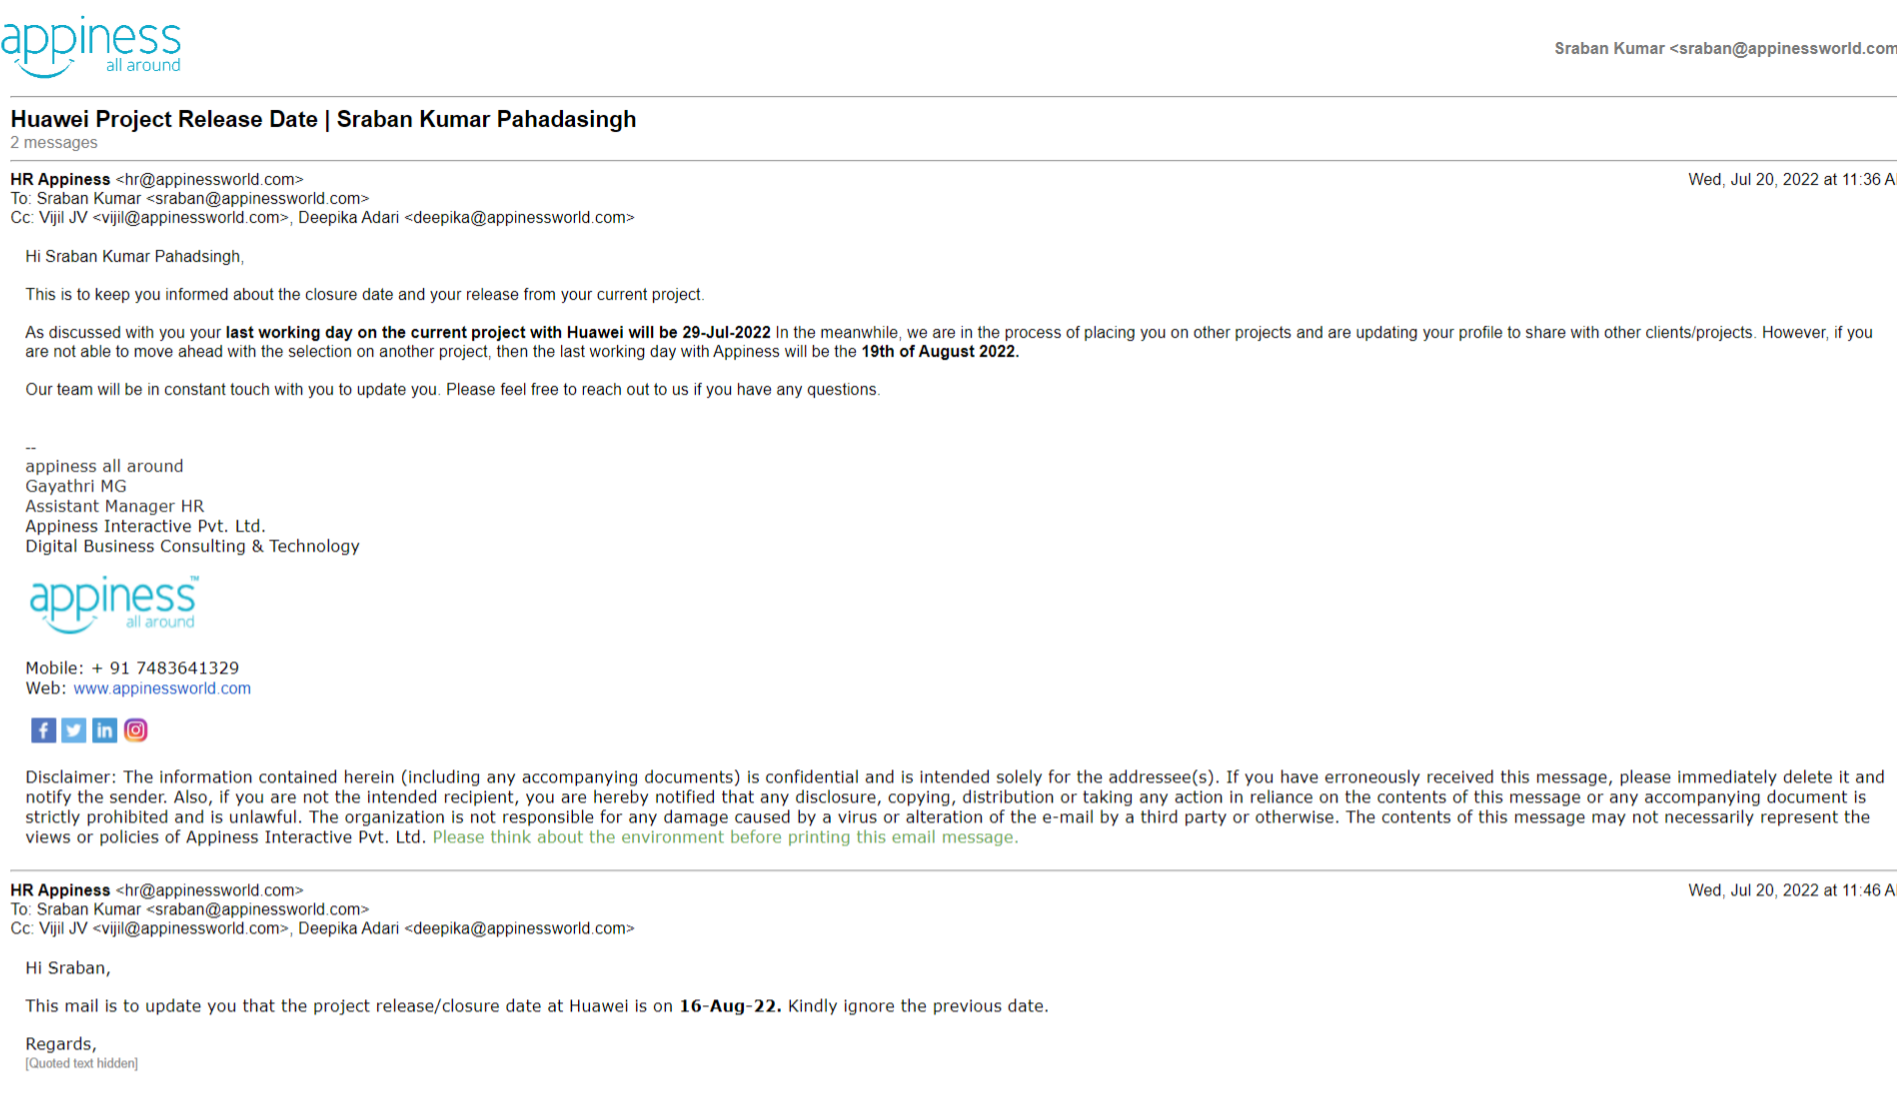 appiness
all around
Sraban Kumar <sraban@appinessworld.com
Huawei Project Release Date | Sraban Kumar Pahadasingh
2 messages
HR Appiness <hr@appinessworld.com>
Wed, Jul 20, 2022 at 11:36 A
To: Sraban Kumar <sraban@appinessworld.com>
Cc: Vijil JV <vijil@appinessworld.com>, Deepika Adari <deepika@appinessworld.com>
Hi Sraban Kumar Pahadsingh,
This is to keep you informed about the closure date and your release from your current project.
As discussed with you your last working day on the current project with Huawei will be 29-Jul-2022 In the meanwhile, we are in the process of placing you on other projects and are updating your profile to share with other clients/projects. However, if you
are not able to move ahead with the selection on another project, then the last working day with Appiness will be the 19th of August 2022.
Our team will be in constant touch with you to update you. Please feel free to reach out to us if you have any questions.
--
appiness all around
Gayathri MG
Assistant Manager HR
Appiness Interactive Pvt. Ltd.
Digital Business Consulting & Technology
appiness™
all around
Mobile: + 91 7483641329
Web: www.appinessworld.com
Disclaimer: The information contained herein (including any accompanying documents) is confidential and is intended solely for the addressee(s). If you have erroneously received this message, please immediately delete it and
notify the sender. Also, if you are not the intended recipient, you are hereby notified that any disclosure, copying, distribution or taking any action in reliance on the contents of this message or any accompanying document is
strictly prohibited and is unlawful. The organization is not responsible for any damage caused by a virus or alteration of the e-mail by a third party or otherwise. The contents of this message may not necessarily represent the
views or policies of Appiness Interactive Pvt. Ltd. Please think about the environment before printing this email message.
HR Appiness <hr@appinessworld.com>
Wed, Jul 20, 2022 at 11:46 A
To: Sraban Kumar <sraban@appinessworld.com>
Cc: Vijil JV <vijil@appinessworld.com>, Deepika Adari <deepika@appinessworld.com>
Hi Sraban,
This mail is to update you that the project release/closure date at Huawei is on 16-Aug-22. Kindly ignore the previous date.
Regards,
[Quoted text hidden]